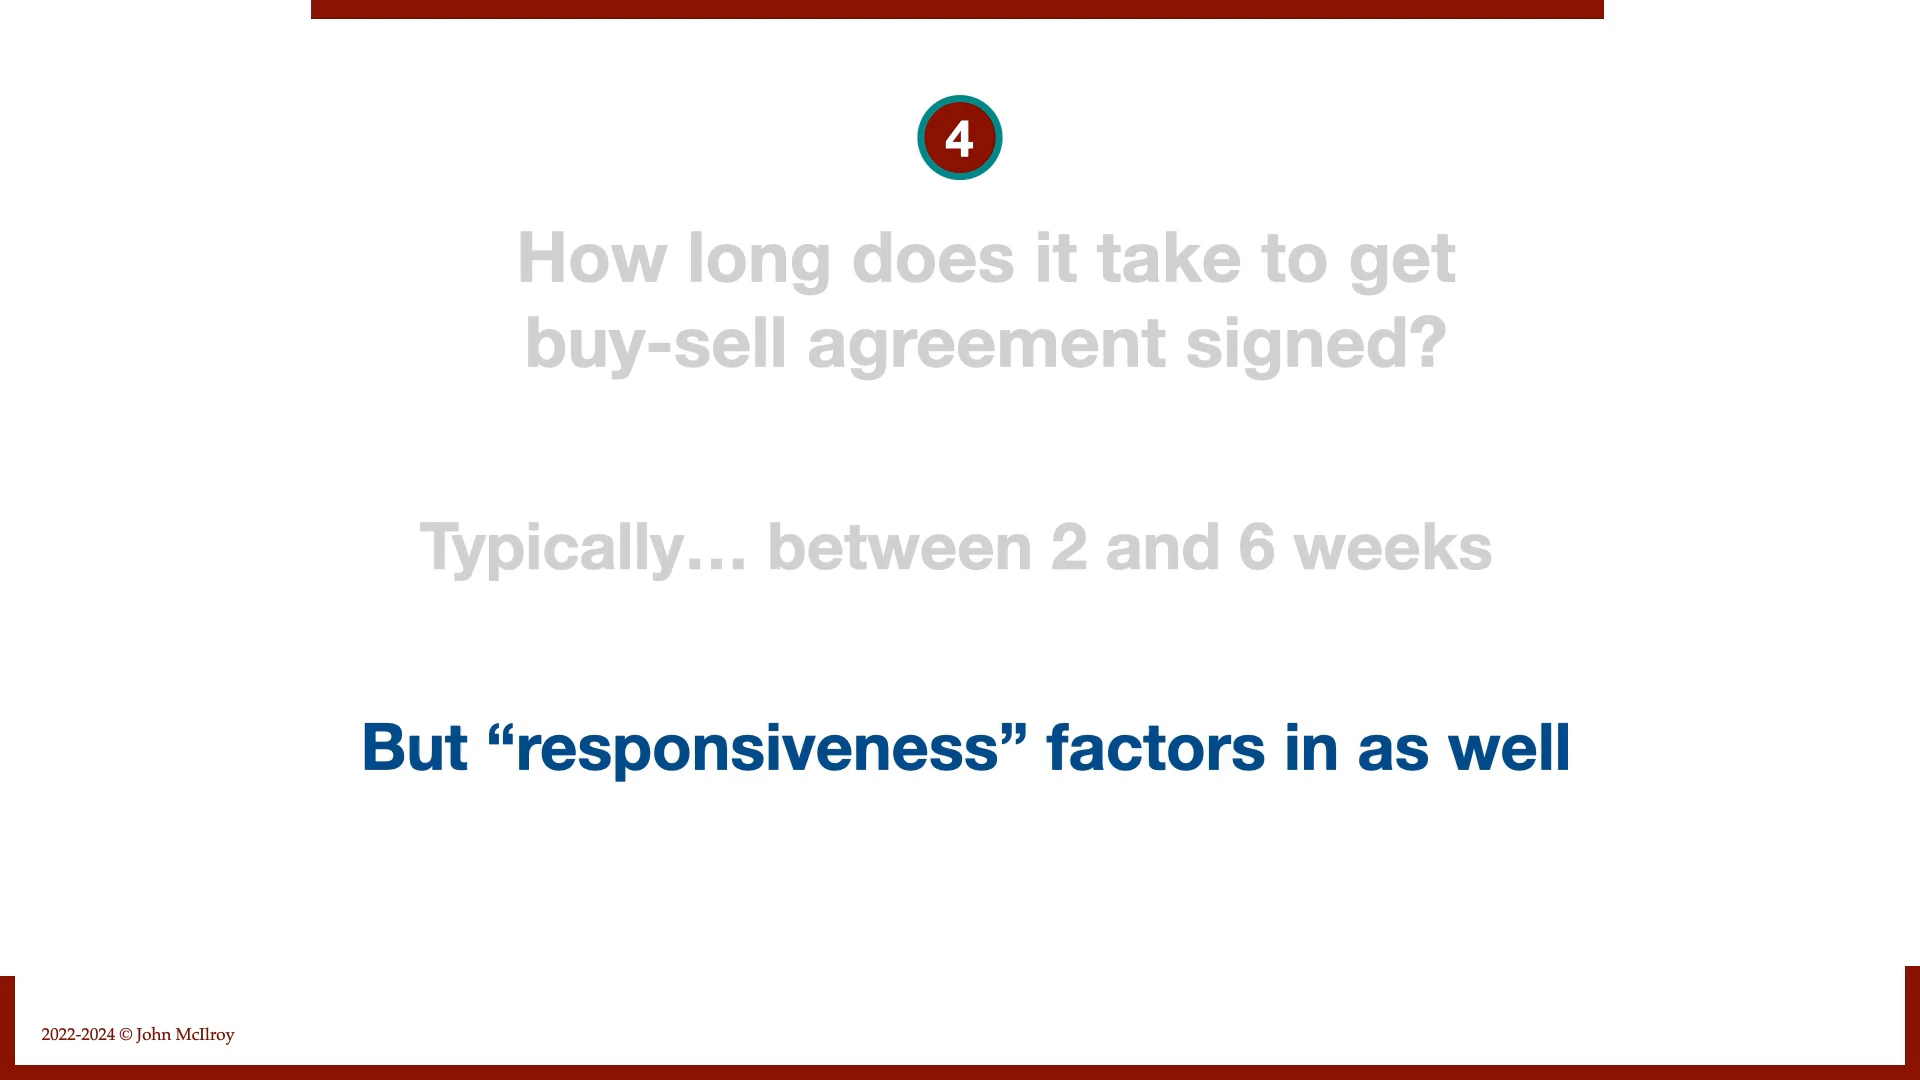 4
How long does it take to get
buy-sell agreement signed?
Typically… between 2 and 6 weeks
But “responsiveness” factors in as well
2022-2024 © John McIlroy